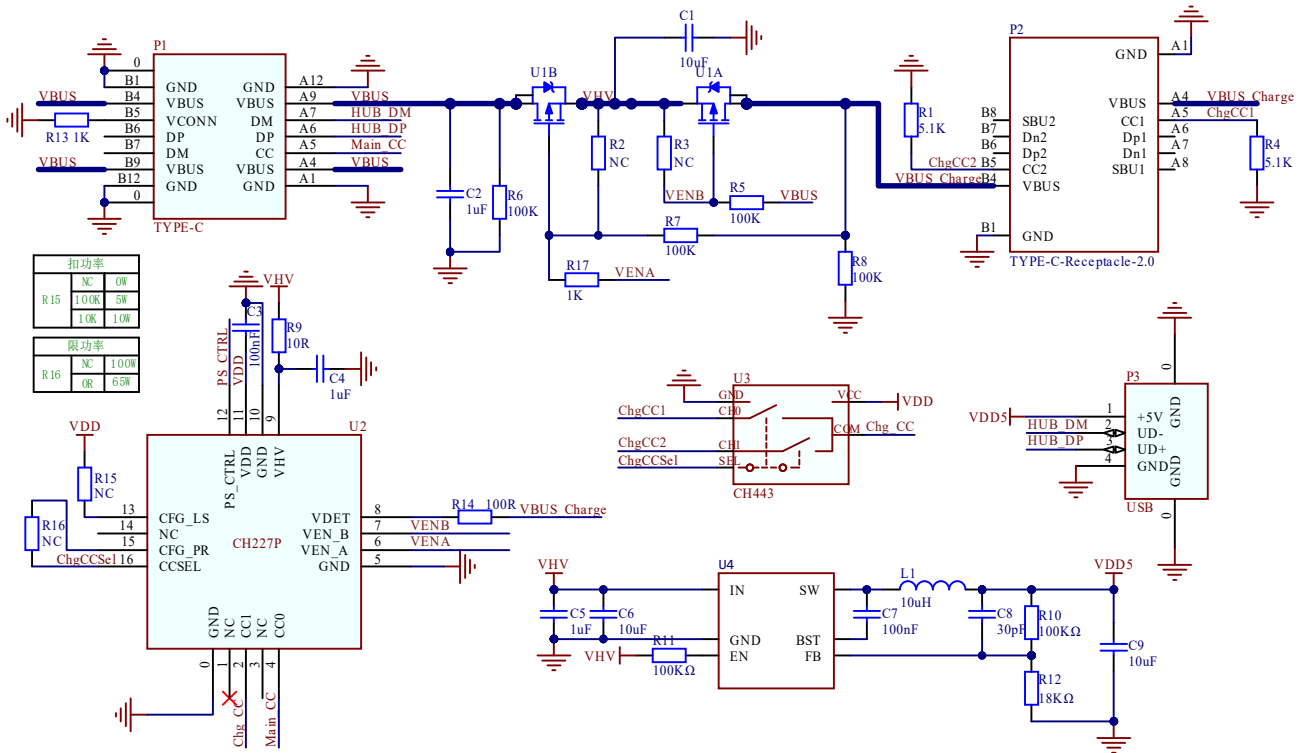 P1
TYPE-C
0
B1 GND
B4 VBUS
B5 VCONN
B6 DP
B7 DM
B9 VBUS
B12 GND
0
GND A12
VBUS A9
DM A7
DP A6
CC A5
VBUS A4
GND A1
VBUS
R13 1K
VBUS
VBUS
HUB_DM
HUB_DP
Main_CC
VBUS
C2
1uF
R6
100K
U1B
VHV
C1
10uF
U1A
R2
NC
R3
NC
VENB
R5
100K
VBUS
R7
100K
R17
1K
VENA
R8
100K
R1
5.1K
ChgCC2
VBUS_Charge
P2
GND A1
VBUS A4
CC1 A5
Dp1 A6
Dn1 A7
SBU1 A8
B8 SBU2
B7 Dn2
B6 Dp2
B5 CC2
B4 VBUS
B1 GND
TYPE-C-Receptacle-2.0
VBUS_Charge
ChgCC1
R4
5.1K
扣功率
R15 NC 0W
100K 5W
10K 10W
限功率
R16 NC 100W
0R 65W
VHV
C3
100nF
R9
10R
C4
1uF
PS_CTRL
VDD
12 11 10 9
PS_CTRL VDD GND VHV
U2
CH227P
VDD
R15
NC
R16
NC
ChgCCSel
13 CFG_LS
14 NC
15 CFG_PR
16 CCSEL
VDET 8
VEN_B 7
VEN_A 6
GND 5
R14 100R
VBUS_Charge
VENB
VENA
GND NC CC1 NC CC0
0 1 2 3 4
Chg_CC
Main_CC
U3
GND
CH0
CH1
SEL
VCC
COM
CH443
ChgCC1
ChgCC2
ChgCCSel
VDD
Chg_CC
P3
0
GND
1 +5V
2 UD-
3 UD+
4 GND
GND
0
USB
VDD5
HUB_DM
HUB_DP
VHV
C5
1uF
C6
10uF
VHV
R11
100KΩ
U4
IN
GND
EN
SW
BST
FB
C7
100nF
L1
10uH
C8
30pF
R10
100KΩ
R12
18KΩ
VDD5
C9
10uF